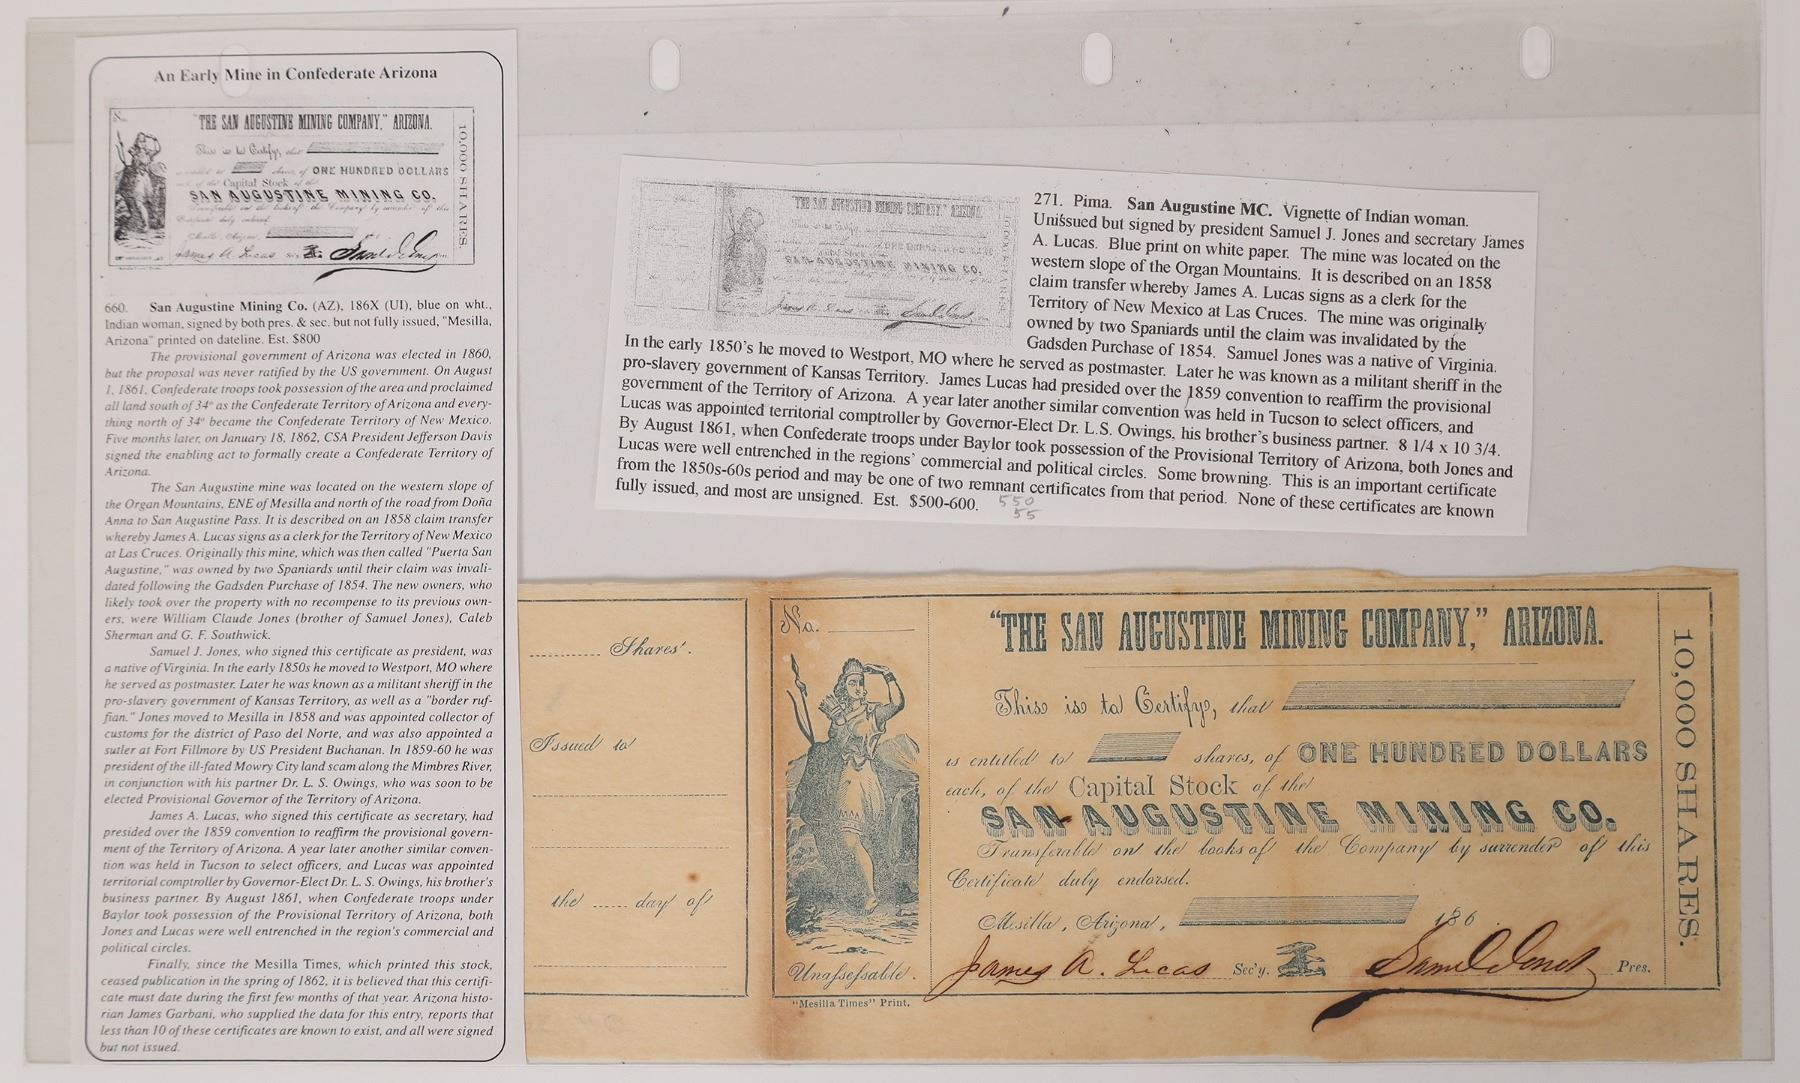 An Early Mine in Confederate Arizona
No.
"THE SAN AUGUSTINE MINING COMPANY," ARIZONA.
This is to Certify, that
shares, of ONE HUNDRED DOLLARS
Capital Stock of the
SAN AUGUSTINE MINING CO.
Mesilla, Arizona,
James A. Lucas
10,000 SHARES.
660. San Augustine Mining Co. (AZ), 186X (UI), blue on wht.,
Indian woman, signed by both pres. & sec. but not fully issued, "Mesilla,
Arizona" printed on dateline. Est. $800
The provisional government of Arizona was elected in 1860,
but the proposal was never ratified by the US government. On August
1, 1861, Confederate troops took possession of the area and proclaimed
all land south of 34° as the Confederate Territory of Arizona and every-
thing north of 34° became the Confederate Territory of New Mexico.
Five months later, on January 18, 1862, CSA President Jefferson Davis
signed the enabling act to formally create a Confederate Territory of
Arizona.
The San Augustine mine was located on the western slope of
the Organ Mountains, ENE of Mesilla and north of the road from Doña
Anna to San Augustine Pass. It is described on an 1858 claim transfer
whereby James A. Lucas signs as a clerk for the Territory of New Mexico
at Las Cruces. Originally this mine, which was then called "Puerta San
Augustine," was owned by two Spaniards until their claim was invali-
dated following the Gadsden Purchase of 1854. The new owners, who
likely took over the property with no recompense to its previous own-
ers, were William Claude Jones (brother of Samuel Jones), Caleb
Sherman and G. F. Southwick.
Samuel J. Jones, who signed this certificate as president, was
a native of Virginia. In the early 1850s he moved to Westport, MO where
he served as postmaster. Later he was known as a militant sheriff in the
pro-slavery government of Kansas Territory, as well as a "border ruf-
fian." Jones moved to Mesilla in 1858 and was appointed collector of
customs for the district of Paso del Norte, and was also appointed a
sutler at Fort Fillmore by US President Buchanan. In 1859-60 he was
president of the ill-fated Mowry City land scam along the Mimbres River,
in conjunction with his partner Dr. L. S. Owings, who was soon to be
elected Provisional Governor of the Territory of Arizona.
James A. Lucas, who signed this certificate as secretary, had
presided over the 1859 convention to reaffirm the provisional govern-
ment of the Territory of Arizona. A year later another similar conven-
tion was held in Tucson to select officers, and Lucas was appointed
territorial comptroller by Governor-Elect Dr. L. S. Owings, his brother's
business partner. By August 1861, when Confederate troops under
Baylor took possession of the Provisional Territory of Arizona, both
Jones and Lucas were well entrenched in the region's commercial and
political circles.
Finally, since the Mesilla Times, which printed this stock,
ceased publication in the spring of 1862, it is believed that this certifi-
cate must date during the first few months of that year. Arizona histo-
rian James Garbani, who supplied the data for this entry, reports that
less than 10 of these certificates are known to exist, and all were signed
but not issued.
"THE SAN AUGUSTINE MINING COMPANY," ARIZONA.
SAN AUGUSTINE MINING CO.
10,000 SHARES.
271. Pima. San Augustine MC. Vignette of Indian woman.
Unissued but signed by president Samuel J. Jones and secretary James
A. Lucas. Blue print on white paper. The mine was located on the
western slope of the Organ Mountains. It is described on an 1858
claim transfer whereby James A. Lucas signs as a clerk for the
Territory of New Mexico at Las Cruces. The mine was originally
owned by two Spaniards until the claim was invalidated by the
Gadsden Purchase of 1854. Samuel Jones was a native of Virginia.
In the early 1850's he moved to Westport, MO where he served as postmaster. Later he was known as a militant sheriff in the
pro-slavery government of Kansas Territory. James Lucas had presided over the 1859 convention to reaffirm the provisional
government of the Territory of Arizona. A year later another similar convention was held in Tucson to select officers, and
Lucas was appointed territorial comptroller by Governor-Elect Dr. L.S. Owings, his brother's business partner. 8 1/4 x 10 3/4.
By August 1861, when Confederate troops under Baylor took possession of the Provisional Territory of Arizona, both Jones and
Lucas were well entrenched in the regions' commercial and political circles. Some browning. This is an important certificate
from the 1850s-60s period and may be one of two remnant certificates from that period. None of these certificates are known
fully issued, and most are unsigned. Est. $500-600.
550
55
Shares.
Issued to
the day of
No.
"THE SAN AUGUSTINE MINING COMPANY," ARIZONA.
This is to Certify, that
is entitled to shares, of ONE HUNDRED DOLLARS
each, of the Capital Stock of the
SAN AUGUSTINE MINING CO.
Transferable on the books of the Company by surrender of this
Certificate duly endorsed.
Mesilla, Arizona, 186
Unassessable. James A. Lucas Sec'y. Saml J Jones Pres.
"Mesilla Times" Print.
10,000 SHARES.